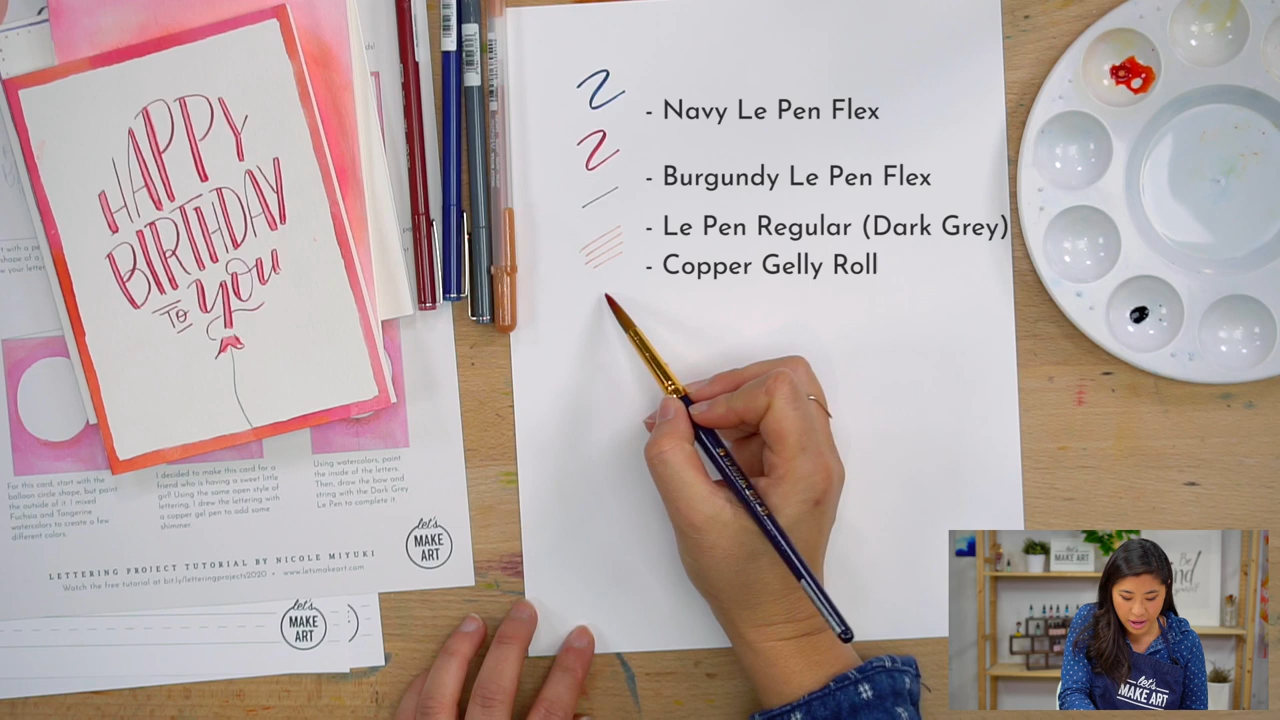 HAPPY
BIRTHDAY
TO YOU
- Navy Le Pen Flex
- Burgundy Le Pen Flex
- Le Pen Regular (Dark Grey)
- Copper Gelly Roll
For this card, start with the
balloon circle shape, but paint
the outside of it. I mixed
Fuchsia and Tangerine
watercolors to create a few
different colors.
I decided to make this card for a
friend who is having a sweet little
girl! Using the same open style of
lettering, I drew the lettering with
a copper gel pen to add some
shimmer.
Using watercolors, paint
the inside of the letters.
Then, draw the bow and
string with the Dark Grey
Le Pen to complete it.
let's
MAKE
ART
LETTERING PROJECT TUTORIAL BY NICOLE MIYUKI
Watch the free tutorial at bit.ly/letteringprojects2020 • www.letsmakeart.com
let's
MAKE
ART
let's
MAKE ART
Be
let's
MAKE ART